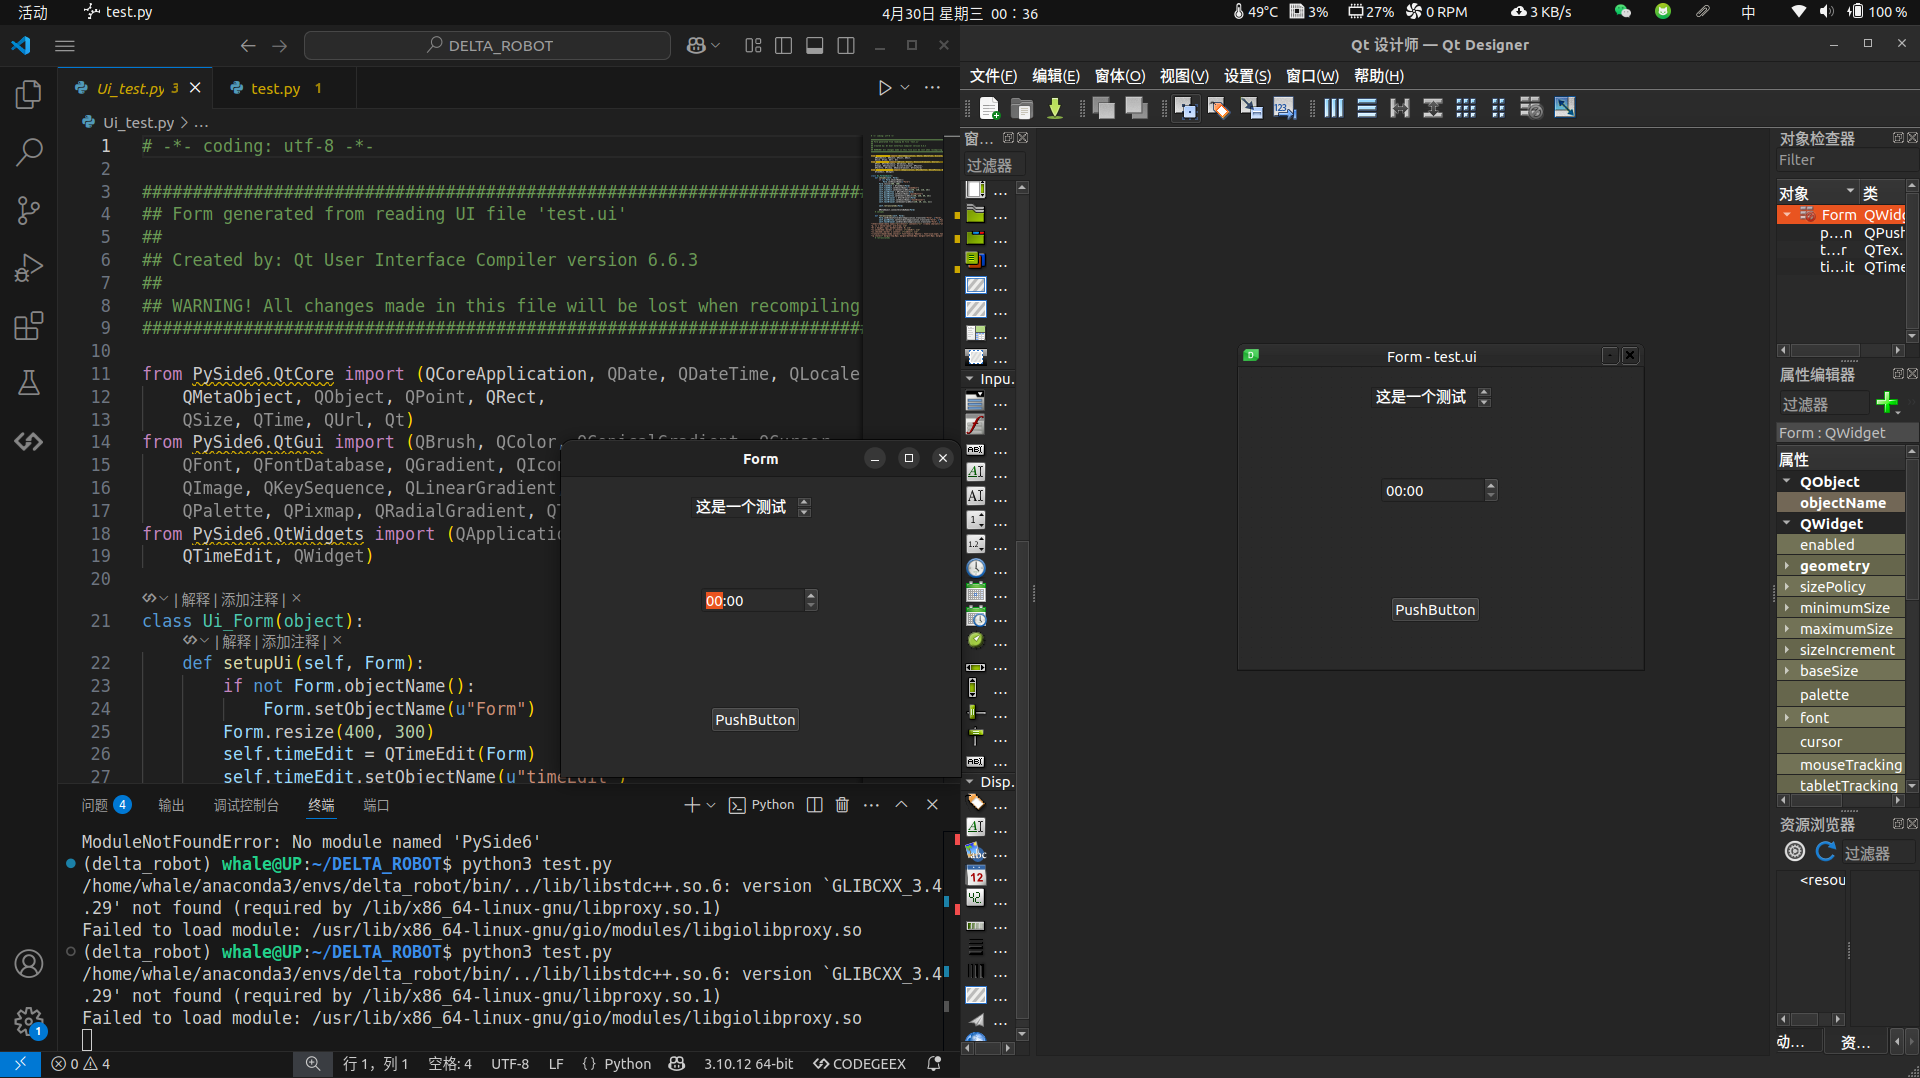 活动
test.py
4月30日 星期三 00：36
49°C
3%
27%
0 RPM
3 KB/s
中
100 %
DELTA_ROBOT
Ui_test.py 3
test.py 1
Ui_test.py > ...
1 # -*- coding: utf-8 -*-
2
3 ################################################################################
4 ## Form generated from reading UI file 'test.ui'
5 ##
6 ## Created by: Qt User Interface Compiler version 6.6.3
7 ##
8 ## WARNING! All changes made in this file will be lost when recompiling
9 ################################################################################
10
11 from PySide6.QtCore import (QCoreApplication, QDate, QDateTime, QLocale
12 QMetaObject, QObject, QPoint, QRect,
13 QSize, QTime, QUrl, Qt)
14 from PySide6.QtGui import (QBrush, QColor, QConicalGradient, QCursor,
15 QFont, QFontDatabase, QGradient, QIcon
16 QImage, QKeySequence, QLinearGradient
17 QPalette, QPixmap, QRadialGradient, QT
18 from PySide6.QtWidgets import (QApplicatio
19 QTimeEdit, QWidget)
20
| 解释 | 添加注释 | ×
21 class Ui_Form(object):
| 解释 | 添加注释 | ×
22 def setupUi(self, Form):
23 if not Form.objectName():
24 Form.setObjectName(u"Form")
25 Form.resize(400, 300)
26 self.timeEdit = QTimeEdit(Form)
27 self.timeEdit.setObjectName(u"timeEdit")
Form
这是一个测试
00:00
PushButton
问题 4
输出
调试控制台
终端
端口
Python
ModuleNotFoundError: No module named 'PySide6'
(delta_robot) whale@UP:~/DELTA_ROBOT$ python3 test.py
/home/whale/anaconda3/envs/delta_robot/bin/../lib/libstdc++.so.6: version `GLIBCXX_3.4
.29' not found (required by /lib/x86_64-linux-gnu/libproxy.so.1)
Failed to load module: /usr/lib/x86_64-linux-gnu/gio/modules/libgiolibproxy.so
(delta_robot) whale@UP:~/DELTA_ROBOT$ python3 test.py
/home/whale/anaconda3/envs/delta_robot/bin/../lib/libstdc++.so.6: version `GLIBCXX_3.4
.29' not found (required by /lib/x86_64-linux-gnu/libproxy.so.1)
Failed to load module: /usr/lib/x86_64-linux-gnu/gio/modules/libgiolibproxy.so
1
0 4
行 1，列 1
空格: 4
UTF-8
LF
{ } Python
3.10.12 64-bit
CODEGEEX
Qt 设计师 — Qt Designer
文件(F) 编辑(E) 窗体(O) 视图(V) 设置(S) 窗口(W) 帮助(H)
窗...
过滤器
Inpu.
Disp.
Form - test.ui
这是一个测试
00:00
PushButton
对象检查器
Filter
对象 类
Form QWidg
p...n QPush
t...r QTex.
ti...it QTime
属性编辑器
过滤器
Form : QWidget
属性
QObject
objectName
QWidget
enabled
geometry
sizePolicy
minimumSize
maximumSize
sizeIncrement
baseSize
palette
font
cursor
mouseTracking
tabletTracking
资源浏览器
过滤器
<resou
动...
资...